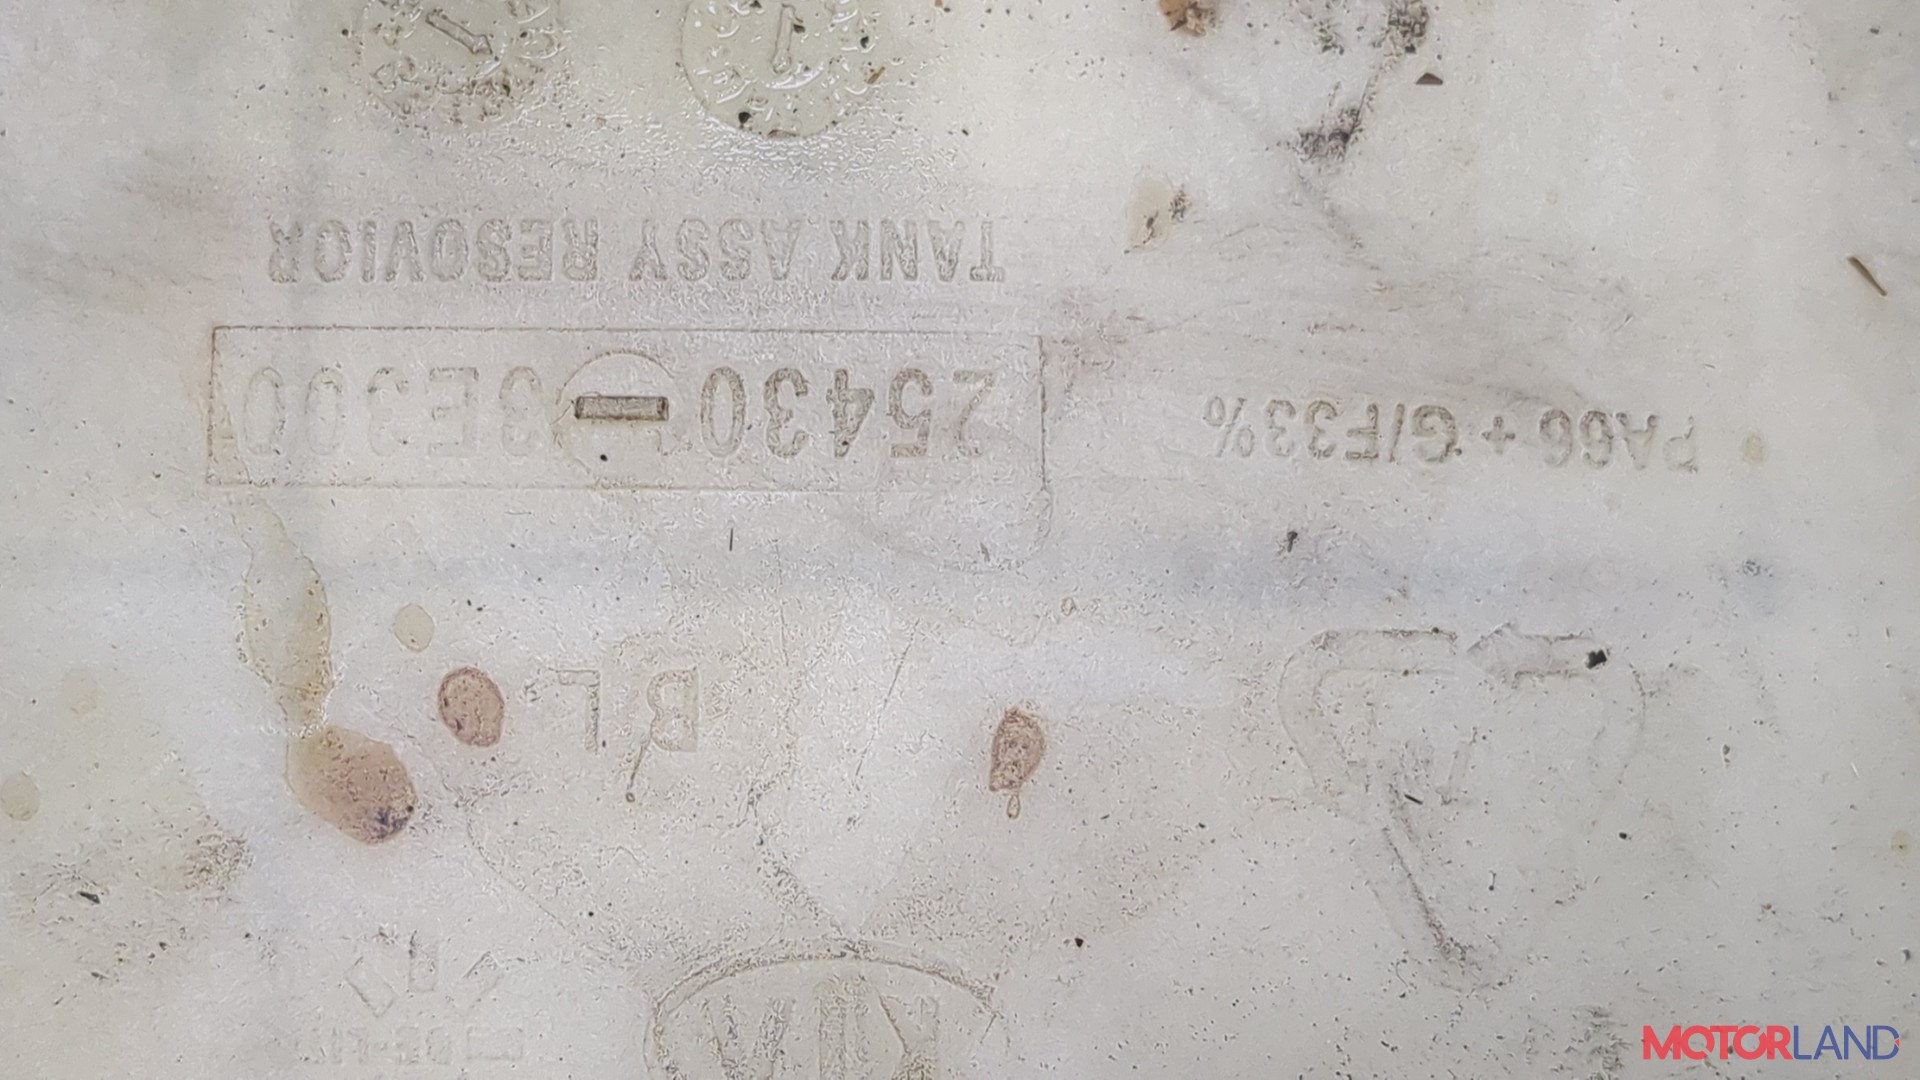 KIA
BL
PA66 + G/F33%
25430-3E300
TANK ASSY RESOVIOR
MOTORLAND